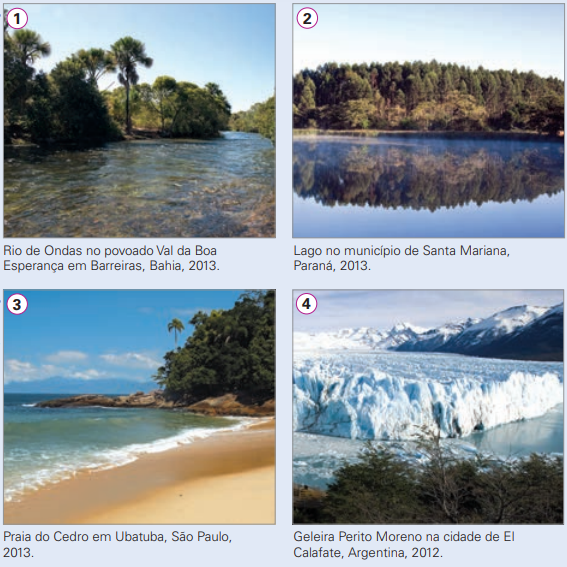 1
2
Rio de Ondas no povoado Val da Boa
Esperança em Barreiras, Bahia, 2013.
Lago no município de Santa Mariana,
Paraná, 2013.
3
4
Praia do Cedro em Ubatuba, São Paulo,
2013.
Geleira Perito Moreno na cidade de El
Calafate, Argentina, 2012.